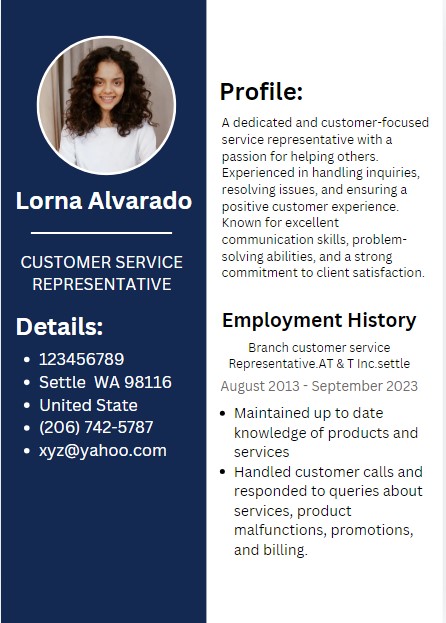 Lorna Alvarado
CUSTOMER SERVICE
REPRESENTATIVE
Details:
• 123456789
• Settle  WA 98116
• United State
• (206) 742-5787
• xyz@yahoo.com
Profile:
A dedicated and customer-focused
service representative with a
passion for helping others.
Experienced in handling inquiries,
resolving issues, and ensuring a
positive customer experience.
Known for excellent
communication skills, problem-
solving abilities, and a strong
commitment to client satisfaction.
Employment History
Branch customer service
Representative.AT & T Inc.settle
August 2013 - September 2023
• Maintained up to date
knowledge of products and
services
• Handled customer calls and
responded to queries about
services, product
malfunctions, promotions,
and billing.